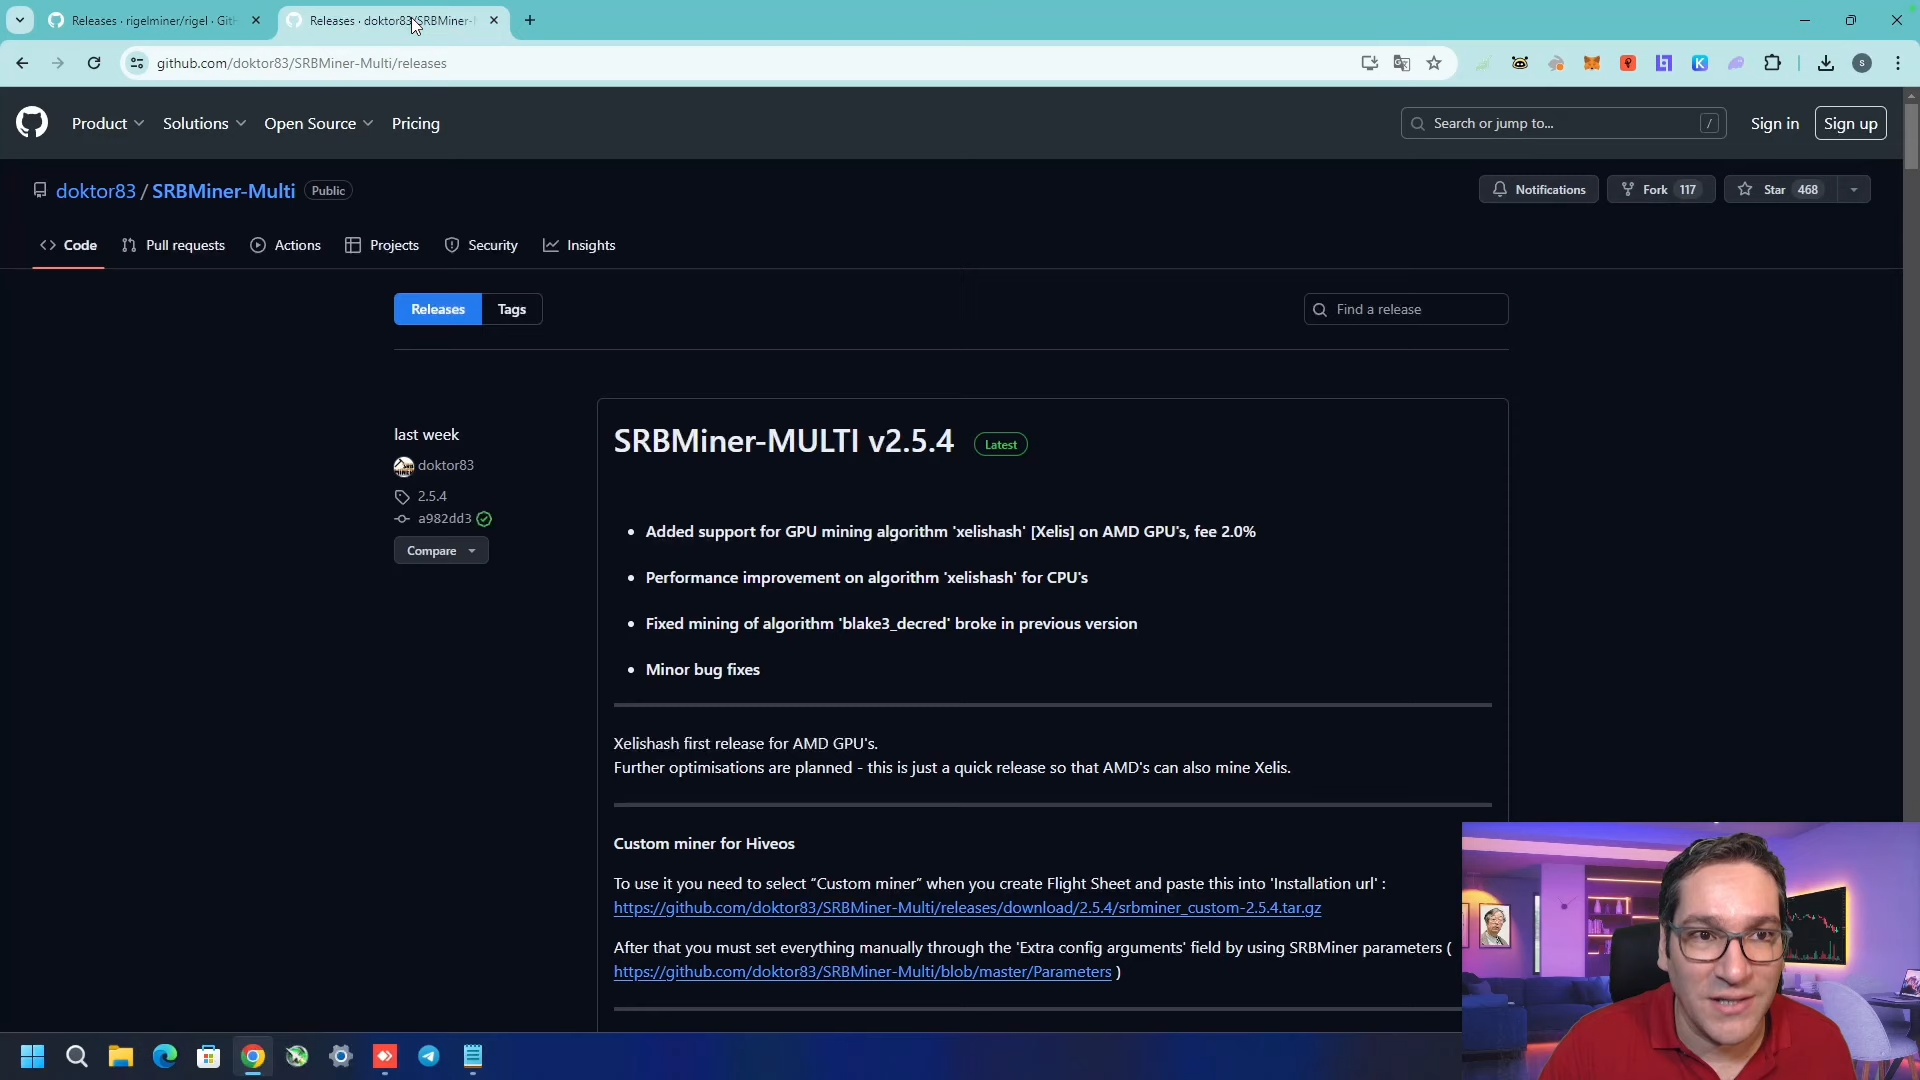 Releases · rigelminer/rigel · Git
Releases · doktor83/SRBMiner-
github.com/doktor83/SRBMiner-Multi/releases
S
Product
Solutions
Open Source
Pricing
Search or jump to...
/
Sign in
Sign up
doktor83 / SRBMiner-Multi
Public
Notifications
Fork 117
Star 468
Code
Pull requests
Actions
Projects
Security
Insights
Releases
Tags
Find a release
last week
doktor83
2.5.4
a982dd3
Compare
SRBMiner-MULTI v2.5.4
Latest
• Added support for GPU mining algorithm 'xelishash' [Xelis] on AMD GPU's, fee 2.0%
• Performance improvement on algorithm 'xelishash' for CPU's
• Fixed mining of algorithm 'blake3_decred' broke in previous version
• Minor bug fixes
Xelishash first release for AMD GPU's.
Further optimisations are planned - this is just a quick release so that AMD's can also mine Xelis.
Custom miner for Hiveos
To use it you need to select “Custom miner” when you create Flight Sheet and paste this into 'Installation url' :
https://github.com/doktor83/SRBMiner-Multi/releases/download/2.5.4/srbminer_custom-2.5.4.tar.gz
After that you must set everything manually through the 'Extra config arguments' field by using SRBMiner parameters (
https://github.com/doktor83/SRBMiner-Multi/blob/master/Parameters )